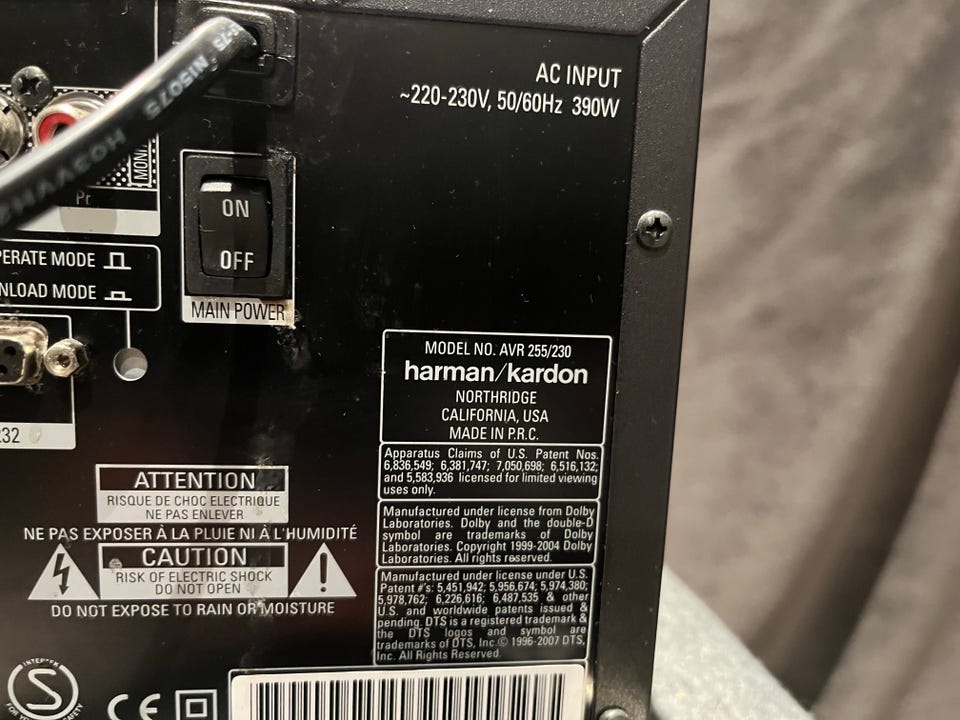 AC INPUT
~220-230V, 50/60Hz 390W
MONI
Pr
ON
OFF
MAIN POWER
PERATE MODE
NLOAD MODE
232
MODEL NO. AVR 255/230
harman/kardon
NORTHRIDGE
CALIFORNIA, USA
MADE IN P.R.C.
Apparatus Claims of U.S. Patent Nos.
6,836,549; 6,381,747; 7,050,698; 6,516,132;
and 5,583,936 licensed for limited viewing
uses only.
Manufactured under license from Dolby
Laboratories. Dolby and the double-D
symbol are trademarks of Dolby
Laboratories. Copyright 1999-2004 Dolby
Laboratories. All rights reserved.
Manufactured under license under U.S.
Patent #'s: 5,451,942; 5,956,674; 5,974,380;
5,978,762; 6,226,616; 6,487,535 & other
U.S. and worldwide patents issued &
pending. DTS is a registered trademark &
the DTS logos and symbol are
trademarks of DTS, Inc.© 1996-2007 DTS,
Inc. All Rights Reserved.
ATTENTION
RISQUE DE CHOC ELECTRIQUE
NE PAS ENLEVER
NE PAS EXPOSER À LA PLUIE NI À L'HUMIDITÉ
CAUTION
RISK OF ELECTRIC SHOCK
DO NOT OPEN
DO NOT EXPOSE TO RAIN OR MOISTURE
INTERTEK
S
CE